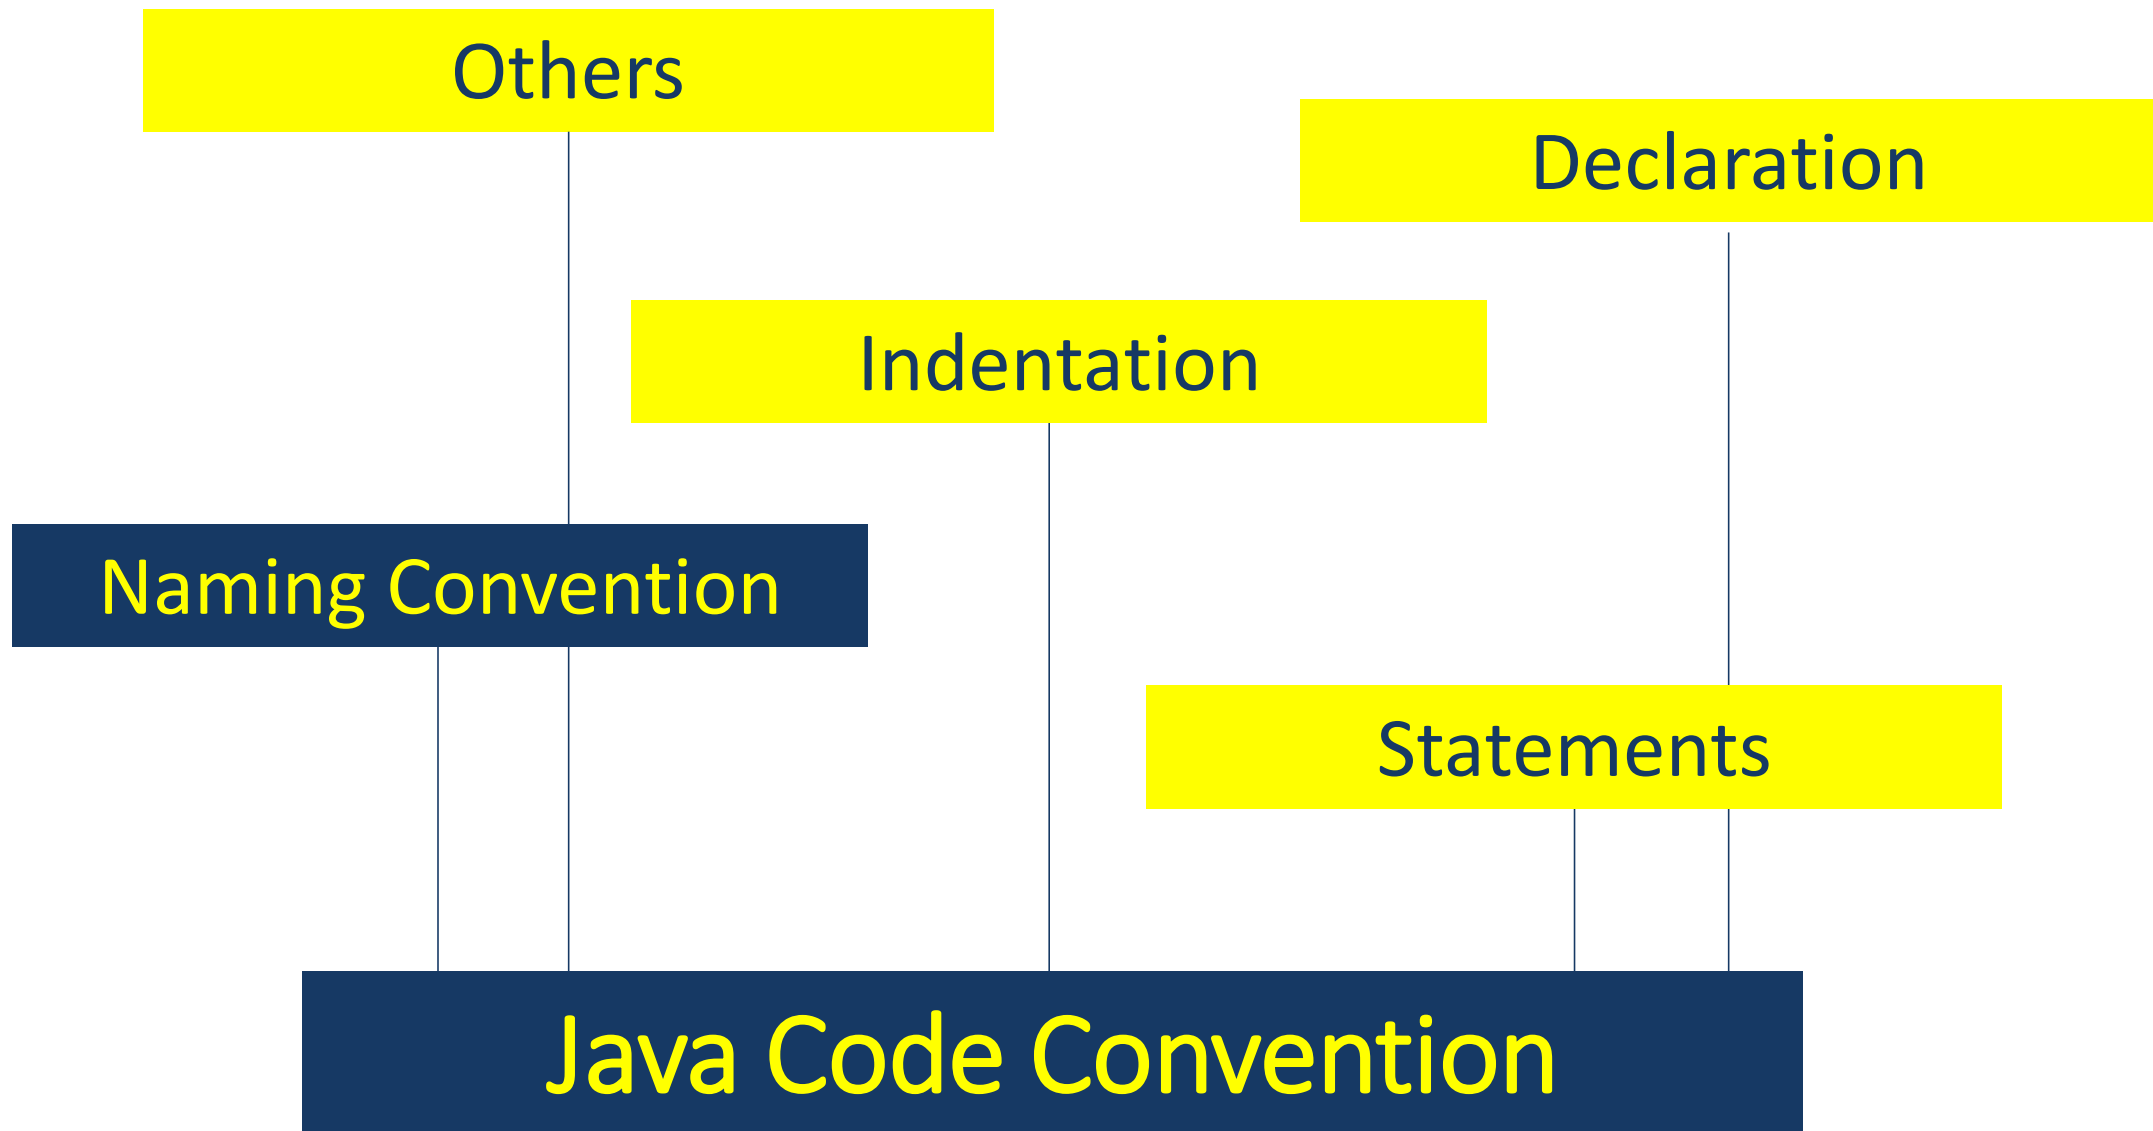 Others
Declaration
Indentation
Naming Convention
Statements
Java Code Convention